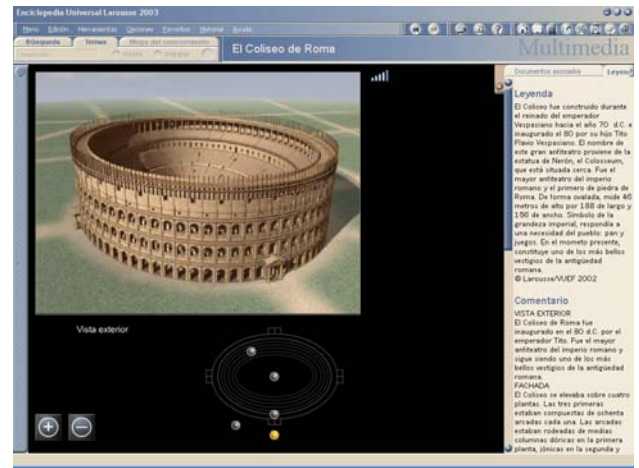 Enciclopedia Universal Larousse 2003
Menú Edición Herramientas Opciones Favoritos Historial Ayuda
Búsqueda Temas Mapa del conocimiento
El Coliseo de Roma
Multimedia
Documentos asociados
Leyenda
El Coliseo fue construido durante
el reinado del emperador
Vespasiano hacia el año 70 d.C. e
inaugurado el 80 por su hijo Tito
Flavio Vespasiano. El nombre de
este gran anfiteatro proviene de la
estatua de Nerón, el Colosseum,
que está situada cerca. Fue el
mayor anfiteatro del imperio
romano y el primero de piedra de
Roma. De forma ovalada, mide 46
metros de alto por 188 de largo y
156 de ancho. Símbolo de la
grandeza imperial, respondía a
una necesidad del pueblo: pan y
juegos. En el mometo presente,
constituye uno de los más bellos
vestigios de la antigüedad
romana.
© Larousse/VUEF 2002
Comentario
VISTA EXTERIOR
El Coliseo de Roma fue
inaugurado en el 80 d.C. por el
emperador Tito. Fue el mayor
anfiteatro del imperio romano y
sigue siendo uno de los más
bellos vestigios de la antigüedad
romana.
FACHADA
El Coliseo se elevaba sobre cuatro
plantas. Las tres primeras
estaban compuestas de ochenta
arcadas cada una. Las arcadas
estaban rodeadas de medias
columnas dóricas en la primera
planta, jónicas en la segunda y
Vista exterior